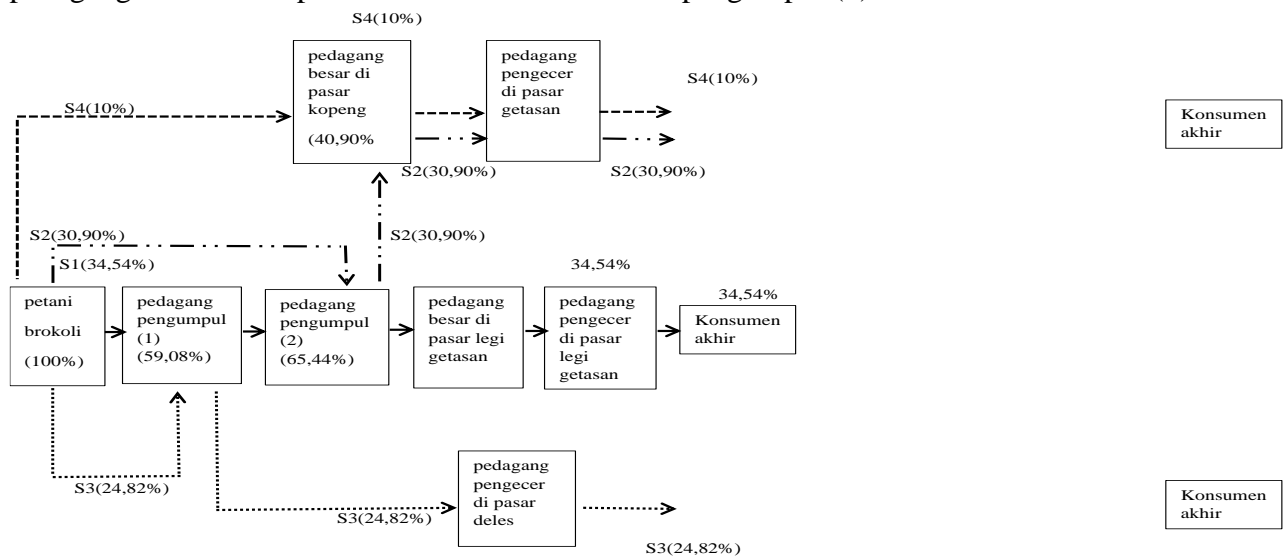 S4(10%)
pedagang
besar di
pasar
kopeng
(40,90%
pedagang
pengecer
di pasar
getasan
S4(10%)
S4(10%)
Konsumen
akhir
S2(30,90%)
S2(30,90%)
S2(30,90%)
S2(30,90%)
S1(34,54%)
34,54%
34,54%
petani
brokoli
(100%)
pedagang
pengumpul
(1)
(59,08%)
pedagang
pengumpul
(2)
(65,44%)
pedagang
besar di
pasar legi
getasan
pedagang
pengecer
di pasar
legi
getasan
Konsumen
akhir
S3(24,82%)
pedagang
pengecer
di pasar
deles
S3(24,82%)
S3(24,82%)
Konsumen
akhir